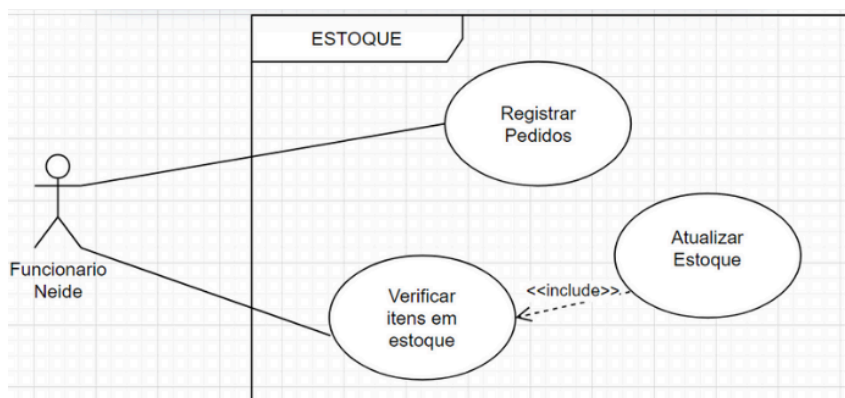 ESTOQUE
Registrar
Pedidos
Funcionario
Neide
Atualizar
Estoque
<<include>>
Verificar
itens em
estoque